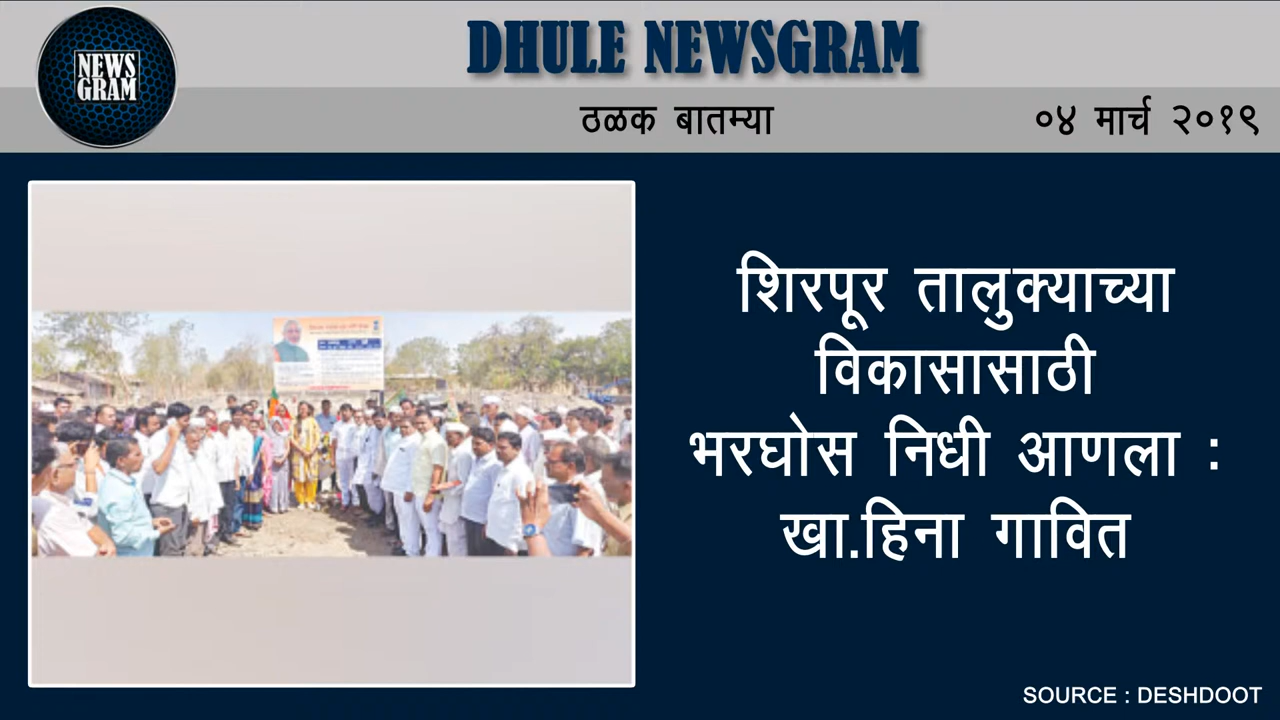 NEWS
GRAM
DHULE NEWSGRAM
ठळक बातम्या
०४ मार्च २०१९
शिरपूर तालुक्याच्या
विकासासाठी
भरघोस निधी आणला :
खा.हिना गावित
SOURCE : DESHDOOT